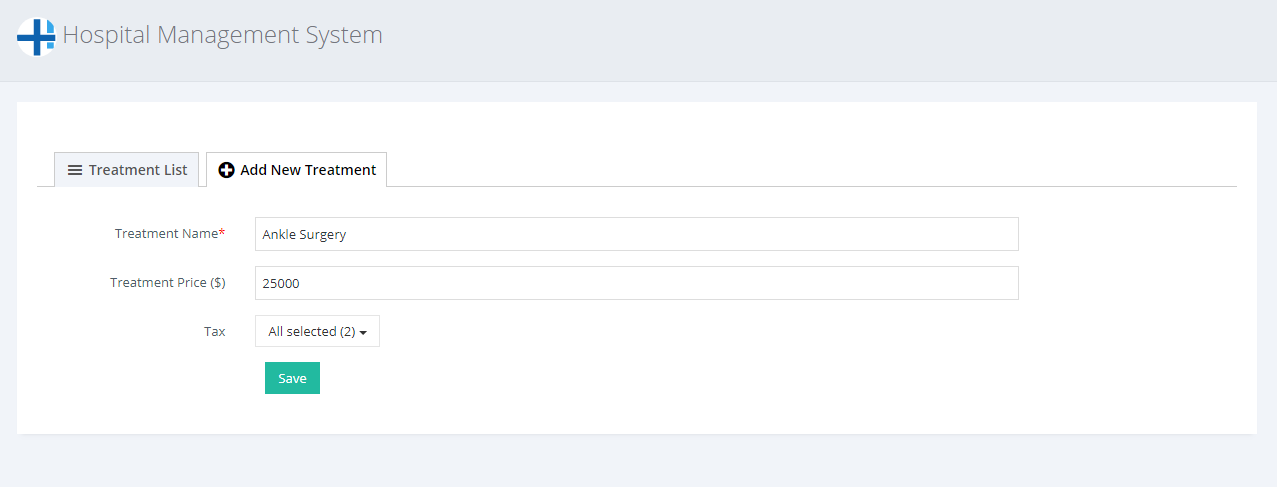 Hospital Management System
Treatment List
Add New Treatment
Treatment Name*
Ankle Surgery
Treatment Price ($)
25000
Tax
All selected (2)
Save